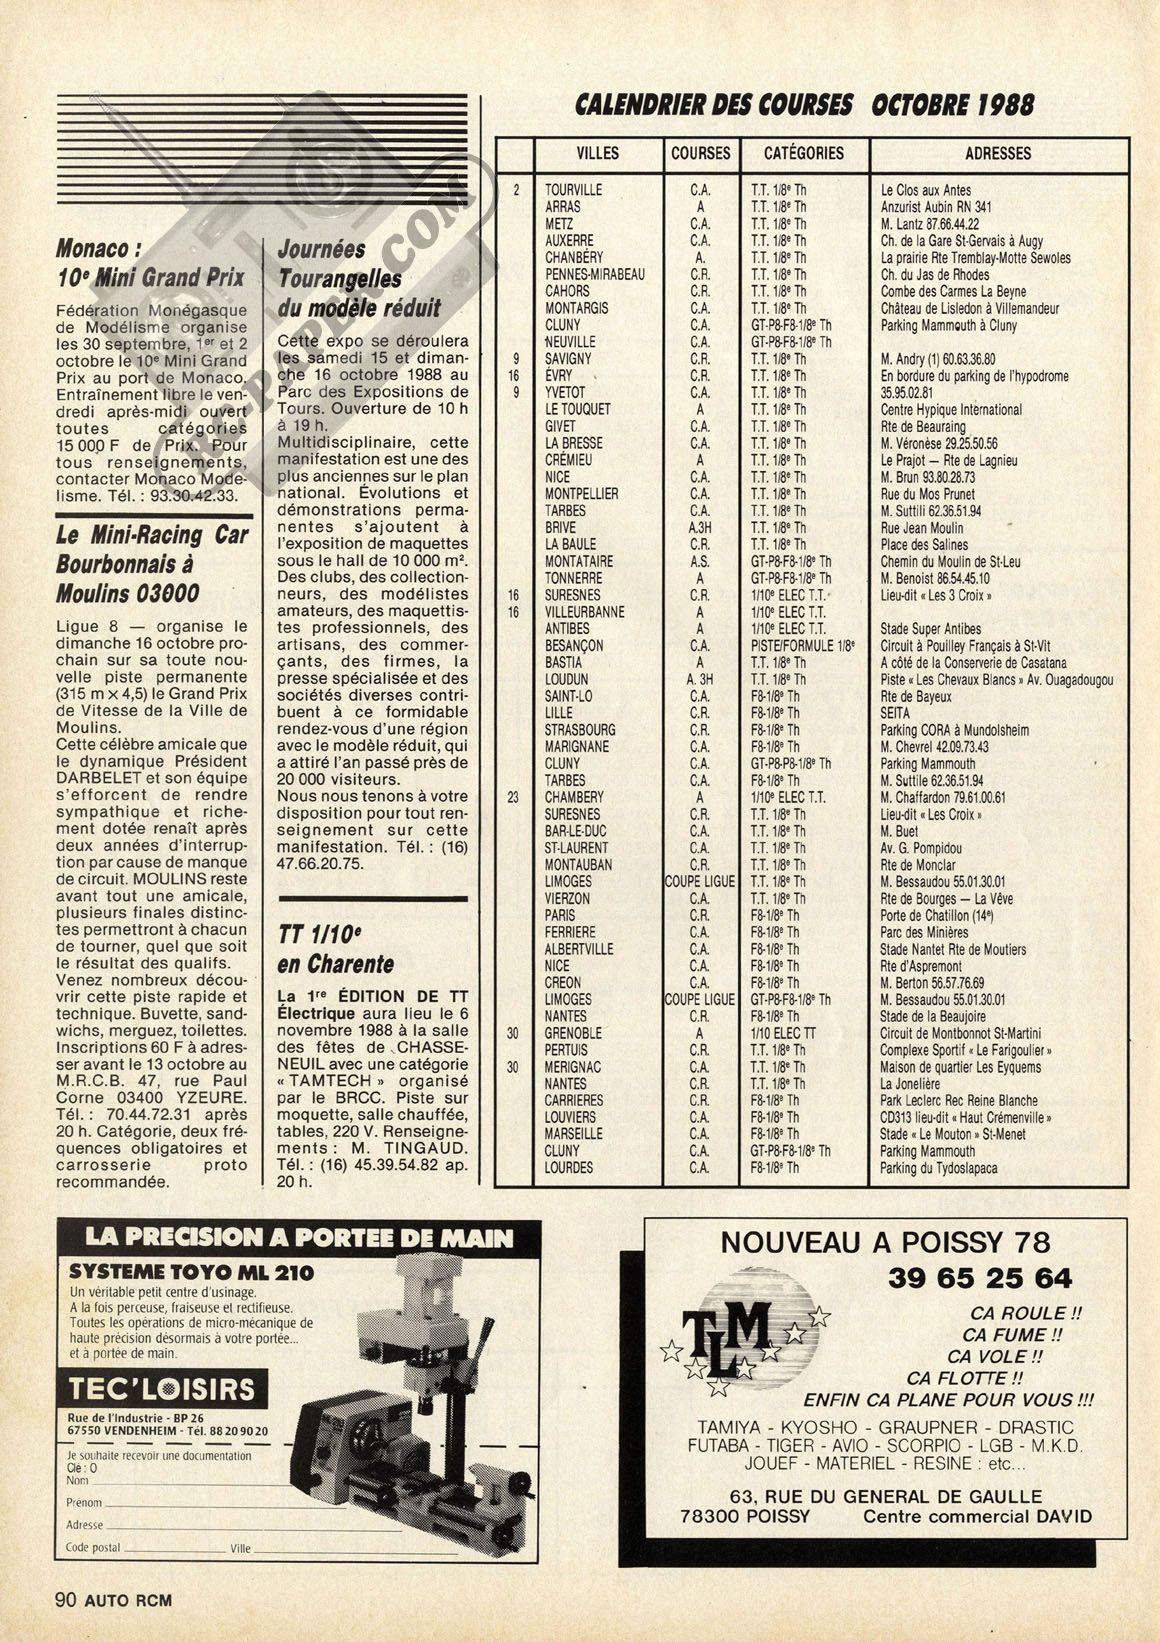 Monaco :
10e Mini Grand Prix
Fédération Monégasque
de Modélisme organise
les 30 septembre, 1er et 2
octobre le 10e Mini Grand
Prix au port de Monaco.
Entraînement libre le ven-
dredi après-midi ouvert
toutes catégories
15 000 F de Prix. Pour
tous renseignements,
contacter Monaco Mode-
lisme. Tél. : 93.30.42.33.
Le Mini-Racing Car
Bourbonnais à
Moulins 03000
Ligue 8 — organise le
dimanche 16 octobre pro-
chain sur sa toute nou-
velle piste permanente
(315 m × 4,5) le Grand Prix
de Vitesse de la Ville de
Moulins.
Cette célèbre amicale que
le dynamique Président
DARBELET et son équipe
s'efforcent de rendre
sympathique et riche-
ment dotée renaît après
deux années d'interrup-
tion par cause de manque
de circuit. MOULINS reste
avant tout une amicale,
plusieurs finales distinc-
tes permettront à chacun
de tourner, quel que soit
le résultat des qualifs.
Venez nombreux décou-
vrir cette piste rapide et
technique. Buvette, sand-
wichs, merguez, toilettes.
Inscriptions 60 F à adres-
ser avant le 13 octobre au
M.R.C.B. 47, rue Paul
Corne 03400 YZEURE.
Tél. : 70.44.72.31 après
20 h. Catégorie, deux fré-
quences obligatoires et
carrosserie proto
recommandée.
Journées
Tourangelles
du modèle réduit
Cette expo se déroulera
les samedi 15 et diman-
che 16 octobre 1988 au
Parc des Expositions de
Tours. Ouverture de 10 h
à 19 h.
Multidisciplinaire, cette
manifestation est une des
plus anciennes sur le plan
national. Évolutions et
démonstrations perma-
nentes s'ajoutent à
l'exposition de maquettes
sous le hall de 10 000 m².
Des clubs, des collection-
neurs, des modélistes
amateurs, des maquettis-
tes professionnels, des
artisans, des commer-
çants, des firmes, la
presse spécialisée et des
sociétés diverses contri-
buent à ce formidable
rendez-vous d'une région
avec le modèle réduit, qui
a attiré l'an passé près de
20 000 visiteurs.
Nous nous tenons à votre
disposition pour tout ren-
seignement sur cette
manifestation. Tél. : (16)
47.66.20.75.
TT 1/10e
en Charente
La 1re ÉDITION DE TT
Électrique aura lieu le 6
novembre 1988 à la salle
des fêtes de CHASSE-
NEUIL avec une catégorie
« TAMTECH » organisé
par le BRCC. Piste sur
moquette, salle chauffée,
tables, 220 V. Renseigne-
ments : M. TINGAUD.
Tél. : (16) 45.39.54.82 ap.
20 h.
RC-PAPER.COM
CALENDRIER DES COURSES OCTOBRE 1988
VILLES COURSES CATÉGORIES ADRESSES
2 TOURVILLE C.A. T.T. 1/8e Th Le Clos aux Antes
ARRAS A T.T. 1/8e Th Anzurist Aubin RN 341
METZ C.A. T.T. 1/8e Th M. Lantz 87.66.44.22
AUXERRE C.A. T.T. 1/8e Th Ch. de la Gare St-Gervais à Augy
CHANBÉRY A. T.T. 1/8e Th La prairie Rte Tremblay-Motte Sewoles
PENNES-MIRABEAU C.R. T.T. 1/8e Th Ch. du Jas de Rhodes
CAHORS C.R. T.T. 1/8e Th Combe des Carmes La Beyne
MONTARGIS C.A. T.T. 1/8e Th Château de Lisledon à Villemandeur
CLUNY C.A. GT-P8-F8-1/8e Th Parking Mammouth à Cluny
NEUVILLE C.A. GT-P8-F8-1/8e Th
9 SAVIGNY C.R. T.T. 1/8e Th M. Andry (1) 60.63.36.80
16 ÉVRY C.R. T.T. 1/8e Th En bordure du parking de l'hypodrome
9 YVETOT C.A. T.T. 1/8e Th 35.95.02.81
LE TOUQUET A T.T. 1/8e Th Centre Hypique International
GIVET C.A. T.T. 1/8e Th Rte de Beauraing
LA BRESSE C.A. T.T. 1/8e Th M. Véronèse 29.25.50.56
CRÉMIEU A T.T. 1/8e Th Le Prajot — Rte de Lagnieu
NICE C.A. T.T. 1/8e Th M. Brun 93.80.28.73
MONTPELLIER C.A. T.T. 1/8e Th Rue du Mos Prunet
TARBES C.A. T.T. 1/8e Th M. Suttili 62.36.51.94
BRIVE A.3H T.T. 1/8e Th Rue Jean Moulin
LA BAULE C.R. T.T. 1/8e Th Place des Salines
MONTATAIRE A.S. GT-P8-F8-1/8e Th Chemin du Moulin de St-Leu
TONNERRE A GT-P8-F8-1/8e Th M. Benoist 86.54.45.10
16 SURESNES C.R. 1/10e ELEC T.T. Lieu-dit « Les 3 Croix »
16 VILLEURBANNE A 1/10e ELEC T.T.
ANTIBES A 1/10e ELEC T.T. Stade Super Antibes
BESANÇON C.A. PISTE/FORMULE 1/8e Circuit à Pouilley Français à St-Vit
BASTIA A T.T. 1/8e Th A côté de la Conserverie de Casatana
LOUDUN A. 3H T.T. 1/8e Th Piste « Les Chevaux Blancs » Av. Ouagadougou
SAINT-LO C.A. F8-1/8e Th Rte de Bayeux
LILLE C.R. F8-1/8e Th SEITA
STRASBOURG C.R. F8-1/8e Th Parking CORA à Mundolsheim
MARIGNANE C.A. F8-1/8e Th M. Chevrel 42.09.73.43
CLUNY C.A. GT-P8-P8-1/8e Th Parking Mammouth
TARBES C.A. F8-1/8e Th M. Suttile 62.36.51.94
23 CHAMBERY A 1/10e ELEC T.T. M. Chaffardon 79.61.00.61
SURESNES C.R. T.T. 1/8e Th Lieu-dit « Les Croix »
BAR-LE-DUC C.A. T.T. 1/8e Th M. Buet
ST-LAURENT C.A. T.T. 1/8e Th Av. G. Pompidou
MONTAUBAN C.R. T.T. 1/8e Th Rte de Monclar
LIMOGES COUPE LIGUE T.T. 1/8e Th M. Bessaudou 55.01.30.01
VIERZON C.A. T.T. 1/8e Th Rte de Bourges — La Vêve
PARIS C.R. F8-1/8e Th Porte de Chatillon (14e)
FERRIERE C.A. F8-1/8e Th Parc des Minières
ALBERTVILLE C.A. F8-1/8e Th Stade Nantet Rte de Moutiers
NICE C.A. F8-1/8e Th Rte d'Aspremont
CREON C.A. F8-1/8e Th M. Berton 56.57.76.69
LIMOGES COUPE LIGUE GT-P8-F8-1/8e Th M. Bessaudou 55.01.30.01
NANTES C.R. F8-1/8e Th Stade de la Beaujoire
30 GRENOBLE A 1/10 ELEC TT Circuit de Montbonnot St-Martini
PERTUIS C.R. T.T. 1/8e Th Complexe Sportif « Le Farigoulier »
30 MERIGNAC C.A. T.T. 1/8e Th Maison de quartier Les Eyquems
NANTES C.R. T.T. 1/8e Th La Jonelière
CARRIERES C.R. F8-1/8e Th Park Leclerc Rec Reine Blanche
LOUVIERS C.A. F8-1/8e Th CD313 lieu-dit « Haut Crémenville »
MARSEILLE C.A. F8-1/8e Th Stade « Le Mouton » St-Menet
CLUNY C.A. GT-P8-F8-1/8e Th Parking Mammouth
LOURDES C.A. F8-1/8e Th Parking du Tydoslapaca
LA PRECISION A PORTEE DE MAIN
SYSTEME TOYO ML 210
Un véritable petit centre d'usinage.
A la fois perceuse, fraiseuse et rectifieuse.
Toutes les opérations de micro-mécanique de
haute précision désormais à votre portée...
et à portée de main.
TEC'LOISIRS
Rue de l'Industrie - BP 26
67550 VENDENHEIM - Tél. 88 20 90 20
Je souhaite recevoir une documentation
Clé : 0
Nom
Prénom
Adresse
Code postal Ville
NOUVEAU A POISSY 78
39 65 25 64
TLM
CA ROULE !!
CA FUME !!
CA VOLE !!
CA FLOTTE !!
ENFIN CA PLANE POUR VOUS !!!
TAMIYA - KYOSHO - GRAUPNER - DRASTIC
FUTABA - TIGER - AVIO - SCORPIO - LGB - M.K.D.
JOUEF - MATERIEL - RESINE : etc...
63, RUE DU GENERAL DE GAULLE
78300 POISSY Centre commercial DAVID
90 AUTO RCM